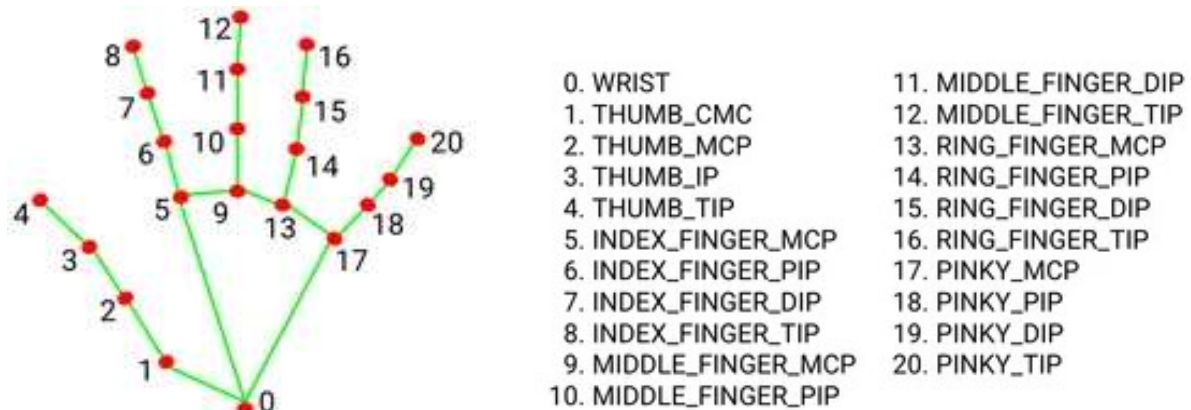 12
8
16
11
7
15
10
6
14
20
19
4
5
9
13
18
3
17
2
1
0
0. WRIST
1. THUMB_CMC
2. THUMB_MCP
3. THUMB_IP
4. THUMB_TIP
5. INDEX_FINGER_MCP
6. INDEX_FINGER_PIP
7. INDEX_FINGER_DIP
8. INDEX_FINGER_TIP
9. MIDDLE_FINGER_MCP
10. MIDDLE_FINGER_PIP
11. MIDDLE_FINGER_DIP
12. MIDDLE_FINGER_TIP
13. RING_FINGER_MCP
14. RING_FINGER_PIP
15. RING_FINGER_DIP
16. RING_FINGER_TIP
17. PINKY_MCP
18. PINKY_PIP
19. PINKY_DIP
20. PINKY_TIP